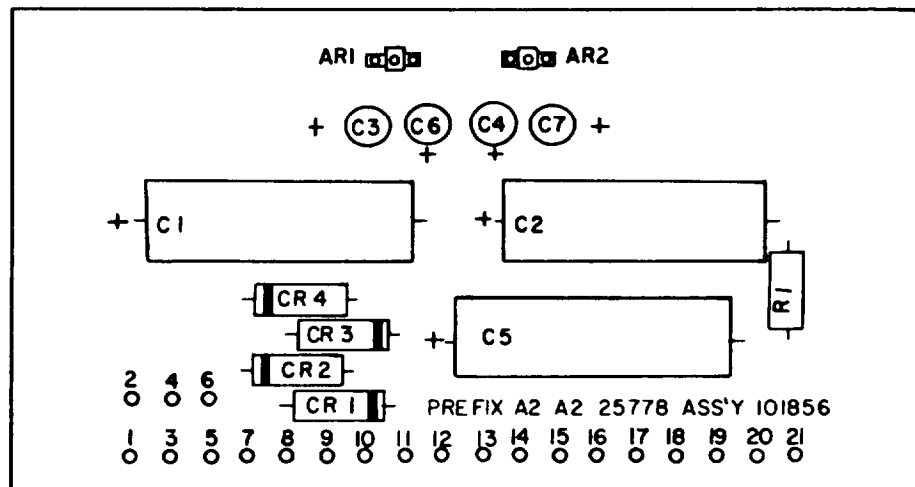 AR1 AR2
+ C3 C6 C4 C7 +
+ +
+ C1 + C2
R1
CR4
CR3 + C5
CR2
2 4 6
CR1 PREFIX A2 A2 25778 ASS'Y 101856
1 3 5 7 8 9 10 11 12 13 14 15 16 17 18 19 20 21